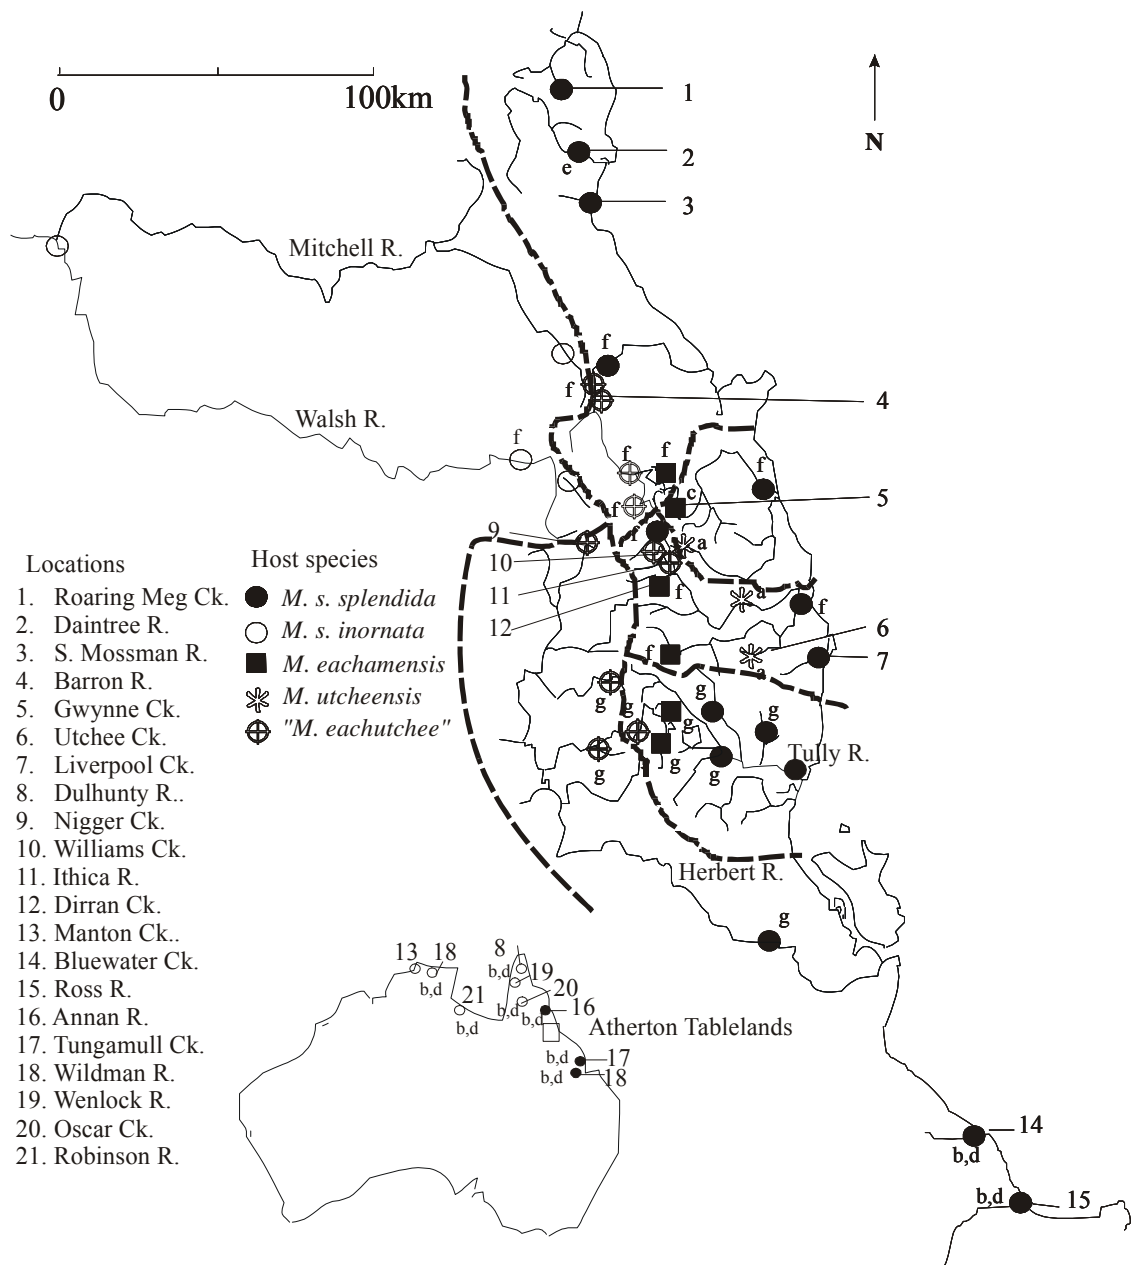 0
100km
N
1
2
e
3
Mitchell R.
f
f
4
Walsh R.
f
f
f
f
c
5
f
f
9
a
10
11
f
a
f
12
6
f
7
a
g
g
g
g
g
g
g
g
Tully R.
Herbert R.
g
Locations
1. Roaring Meg Ck.
2. Daintree R.
3. S. Mossman R.
4. Barron R.
5. Gwynne Ck.
6. Utchee Ck.
7. Liverpool Ck.
8. Dulhunty R..
9. Nigger Ck.
10. Williams Ck.
11. Ithica R.
12. Dirran Ck.
13. Manton Ck..
14. Bluewater Ck.
15. Ross R.
16. Annan R.
17. Tungamull Ck.
18. Wildman R.
19. Wenlock R.
20. Oscar Ck.
21. Robinson R.
Host species
M. s. splendida
M. s. inornata
M. eachamensis
M. utcheensis
"M. eachutchee"
13
18
8
b,d
b,d
19
21
b,d
20
b,d
b,d
16
Atherton Tablelands
b,d
17
b,d
18
14
b,d
b,d
15